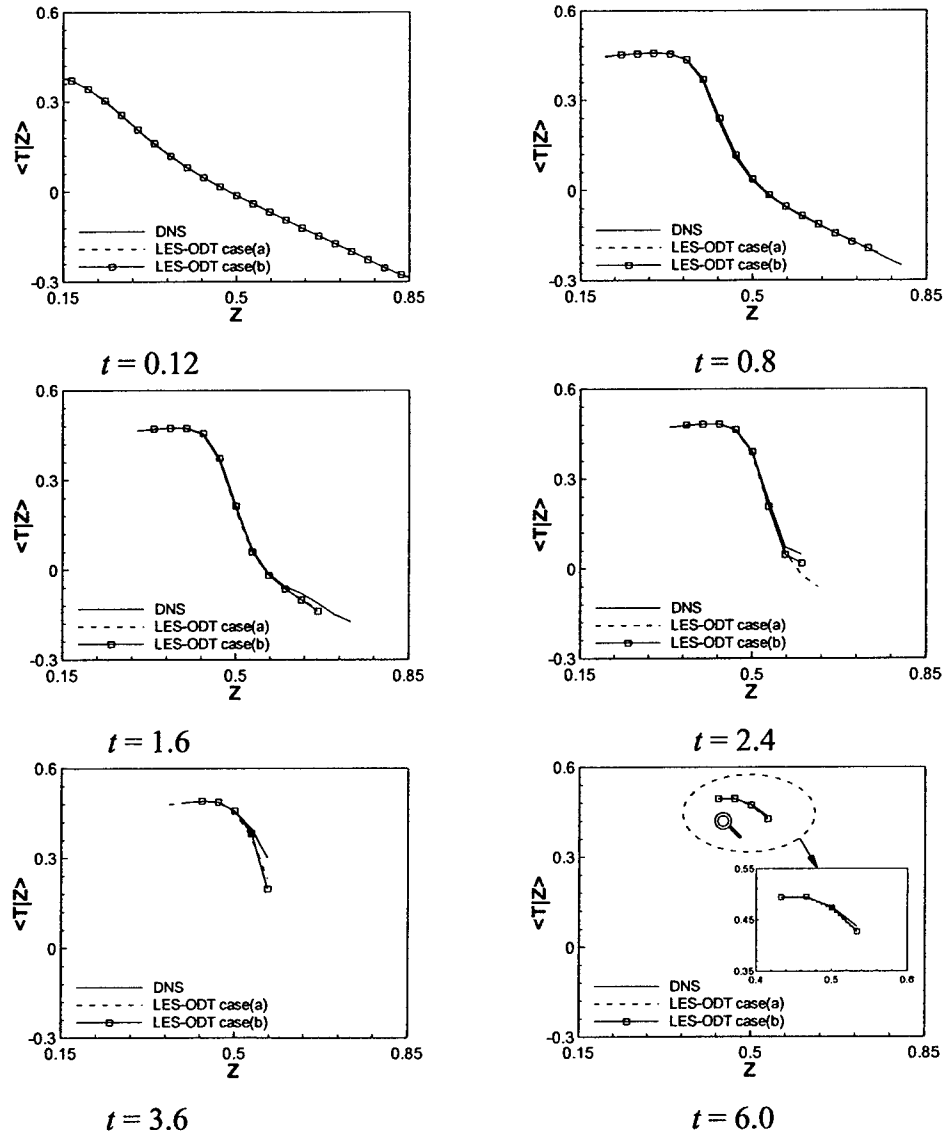 0.6
0.3
0
-0.3
<T|Z>
DNS
LES-ODT case(a)
LES-ODT case(b)
0.15
0.5
0.85
Z
t = 0.12
0.6
0.3
0
-0.3
<T|Z>
DNS
LES-ODT case(a)
LES-ODT case(b)
0.15
0.5
0.85
Z
t = 0.8
0.6
0.3
0
-0.3
<T|Z>
DNS
LES-ODT case(a)
LES-ODT case(b)
0.15
0.5
0.85
Z
t = 1.6
0.6
0.3
0
-0.3
<T|Z>
DNS
LES-ODT case(a)
LES-ODT case(b)
0.15
0.5
0.85
Z
t = 2.4
0.6
0.3
0
-0.3
<T|Z>
DNS
LES-ODT case(a)
LES-ODT case(b)
0.15
0.5
0.85
Z
t = 3.6
0.6
0.3
0
-0.3
<T|Z>
0.55
0.45
0.35
0.4
0.5
0.6
DNS
LES-ODT case(a)
LES-ODT case(b)
0.15
0.5
0.85
Z
t = 6.0